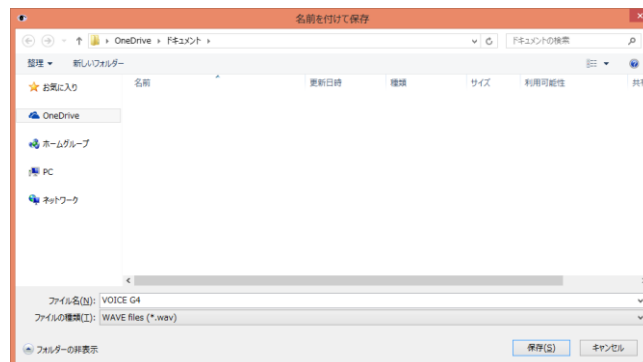 名前を付けて保存
OneDrive ▸ ドキュメント ▸
ドキュメントの検索
整理 ▼ 新しいフォルダー
名前 更新日時 種類 サイズ 利用可能性 共有
お気に入り
OneDrive
ホームグループ
PC
ネットワーク
ファイル名(N): VOICE G4
ファイルの種類(T): WAVE files (*.wav)
フォルダーの非表示
保存(S) キャンセル